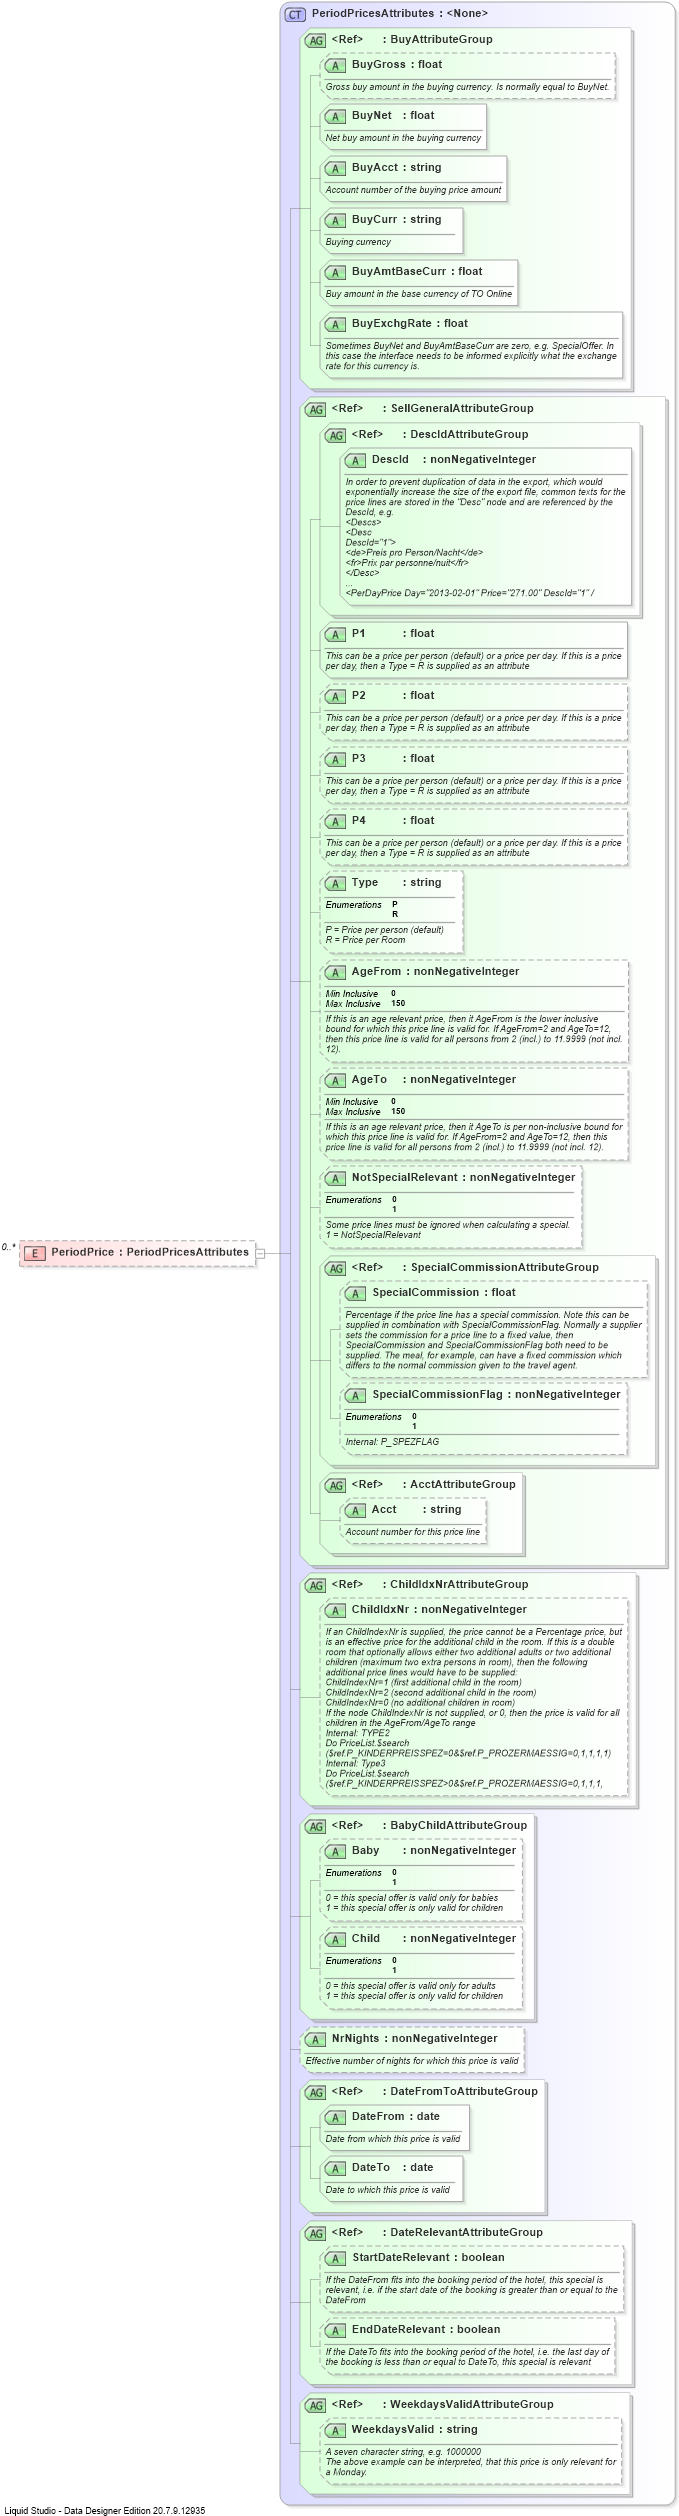 CT PeriodPricesAttributes : <None>
AG <Ref> : BuyAttributeGroup
A BuyGross : float
Gross buy amount in the buying currency. Is normally equal to BuyNet.
A BuyNet : float
Net buy amount in the buying currency
A BuyAcct : string
Account number of the buying price amount
A BuyCurr : string
Buying currency
A BuyAmtBaseCurr : float
Buy amount in the base currency of TO Online
A BuyExchgRate : float
Sometimes BuyNet and BuyAmtBaseCurr are zero, e.g. SpecialOffer. In
this case the interface needs to be informed explicitly what the exchange
rate for this currency is.
AG <Ref> : SellGeneralAttributeGroup
AG <Ref> : DescIdAttributeGroup
A DescId : nonNegativeInteger
In order to prevent duplication of data in the export, which would
exponentially increase the size of the export file, common texts for the
price lines are stored in the "Desc" node and are referenced by the
DescId, e.g.
<Descs>
<Desc
DescId="1">
<de>Preis pro Person/Nacht</de>
<fr>Prix par personne/nuit</fr>
</Desc>
...
<PerDayPrice Day="2013-02-01" Price="271.00" DescId="1" /
A P1 : float
This can be a price per person (default) or a price per day. If this is a price
per day, then a Type = R is supplied as an attribute
A P2 : float
This can be a price per person (default) or a price per day. If this is a price
per day, then a Type = R is supplied as an attribute
A P3 : float
This can be a price per person (default) or a price per day. If this is a price
per day, then a Type = R is supplied as an attribute
A P4 : float
This can be a price per person (default) or a price per day. If this is a price
per day, then a Type = R is supplied as an attribute
A Type : string
Enumerations P
R
P = Price per person (default)
R = Price per Room
A AgeFrom : nonNegativeInteger
Min Inclusive 0
Max Inclusive 150
If this is an age relevant price, then it AgeFrom is the lower inclusive
bound for which this price line is valid for. If AgeFrom=2 and AgeTo=12,
then this price line is valid for all persons from 2 (incl.) to 11.9999 (not incl.
12).
A AgeTo : nonNegativeInteger
Min Inclusive 0
Max Inclusive 150
If this is an age relevant price, then it AgeTo is per non-inclusive bound for
which this price line is valid for. If AgeFrom=2 and AgeTo=12, then this
price line is valid for all persons from 2 (incl.) to 11.9999 (not incl. 12).
A NotSpecialRelevant : nonNegativeInteger
Enumerations 0
1
Some price lines must be ignored when calculating a special.
1 = NotSpecialRelevant
0..*
E PeriodPrice : PeriodPricesAttributes
AG <Ref> : SpecialCommissionAttributeGroup
A SpecialCommission : float
Percentage if the price line has a special commission. Note this can be
supplied in combination with SpecialCommissionFlag. Normally a supplier
sets the commission for a price line to a fixed value, then
SpecialCommission and SpecialCommissionFlag both need to be
supplied. The meal, for example, can have a fixed commission which
differs to the normal commission given to the travel agent.
A SpecialCommissionFlag : nonNegativeInteger
Enumerations 0
1
Internal: P_SPEZFLAG
AG <Ref> : AcctAttributeGroup
A Acct : string
Account number for this price line
AG <Ref> : ChildIdxNrAttributeGroup
A ChildIdxNr : nonNegativeInteger
If an ChildIndexNr is supplied, the price cannot be a Percentage price, but
is an effective price for the additional child in the room. If this is a double
room that optionally allows either two additional adults or two additional
children (maximum two extra persons in room), then the following
additional price lines would have to be supplied:
ChildIndexNr=1 (first additional child in the room)
ChildIndexNr=2 (second additional child in the room)
ChildIndexNr=0 (no additional children in room)
If the node ChildIndexNr is not supplied, or 0, then the price is valid for all
children in the AgeFrom/AgeTo range
Internal: TYPE2
Do PriceList.$search
($ref.P_KINDERPREISSPEZ=0&$ref.P_PROZERMAESSIG=0,1,1,1,1)
Internal: Type3
Do PriceList.$search
($ref.P_KINDERPREISSPEZ>0&$ref.P_PROZERMAESSIG=0,1,1,1,
AG <Ref> : BabyChildAttributeGroup
A Baby : nonNegativeInteger
Enumerations 0
1
0 = this special offer is valid only for babies
1 = this special offer is only valid for children
A Child : nonNegativeInteger
Enumerations 0
1
0 = this special offer is valid only for adults
1 = this special offer is only valid for children
A NrNights : nonNegativeInteger
Effective number of nights for which this price is valid
AG <Ref> : DateFromToAttributeGroup
A DateFrom : date
Date from which this price is valid
A DateTo : date
Date to which this price is valid
AG <Ref> : DateRelevantAttributeGroup
A StartDateRelevant : boolean
If the DateFrom fits into the booking period of the hotel, this special is
relevant, i.e. if the start date of the booking is greater than or equal to the
DateFrom
A EndDateRelevant : boolean
If the DateTo fits into the booking period of the hotel, i.e. the last day of
the booking is less than or equal to DateTo, this special is relevant
AG <Ref> : WeekdaysValidAttributeGroup
A WeekdaysValid : string
A seven character string, e.g. 1000000
The above example can be interpreted, that this price is only relevant for
a Monday.
Liquid Studio - Data Designer Edition 20.7.9.12935